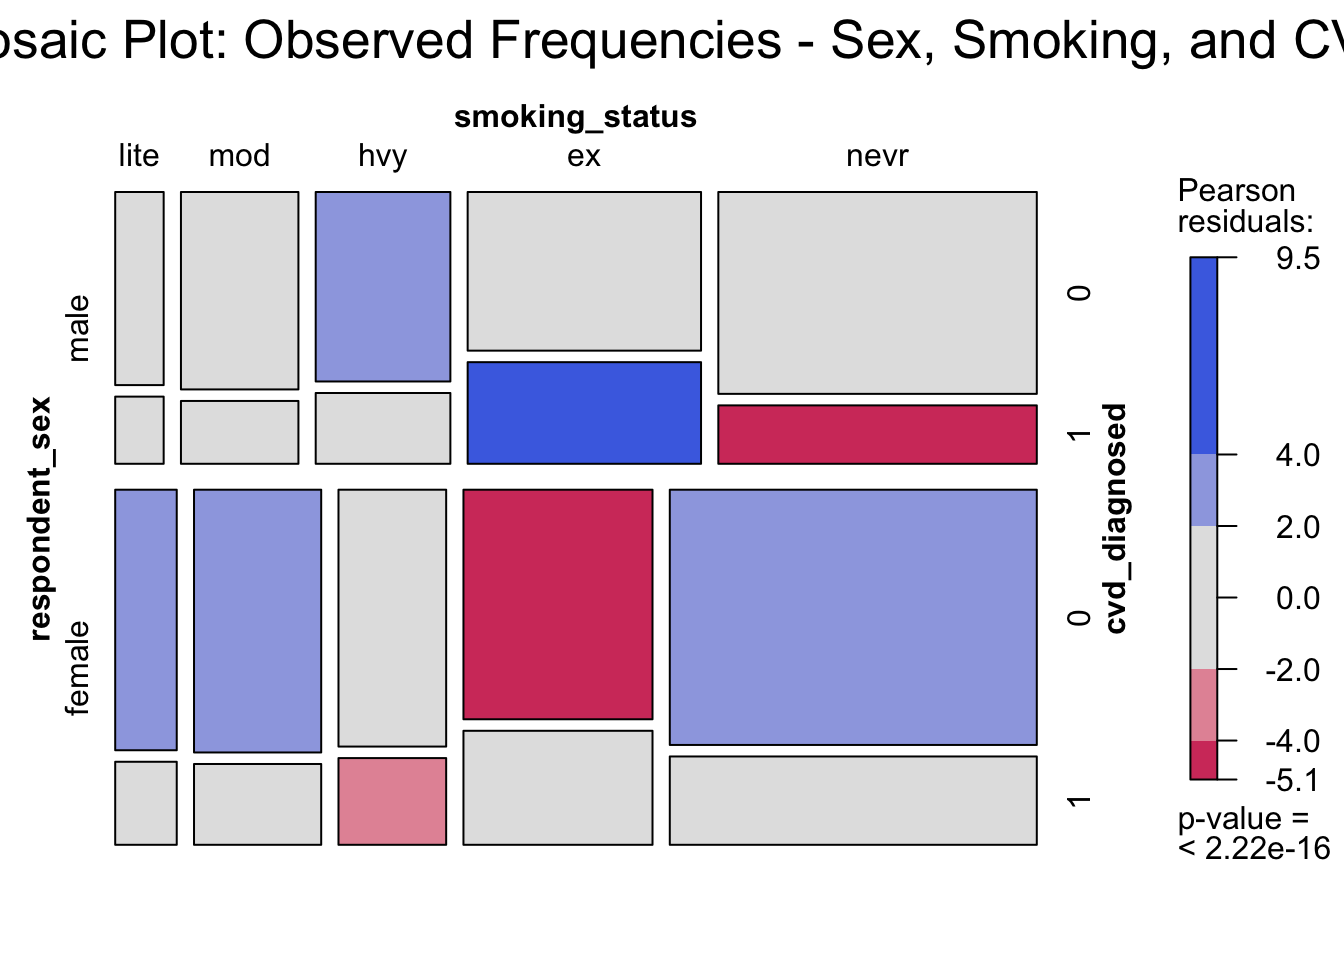 osaic Plot: Observed Frequencies - Sex, Smoking, and CV
smoking_status
lite mod hvy ex nevr
respondent_sex
male
female
0
1
0
1
cvd_diagnosed
Pearson
residuals:
9.5
4.0
2.0
0.0
-2.0
-4.0
-5.1
p-value =
< 2.22e-16